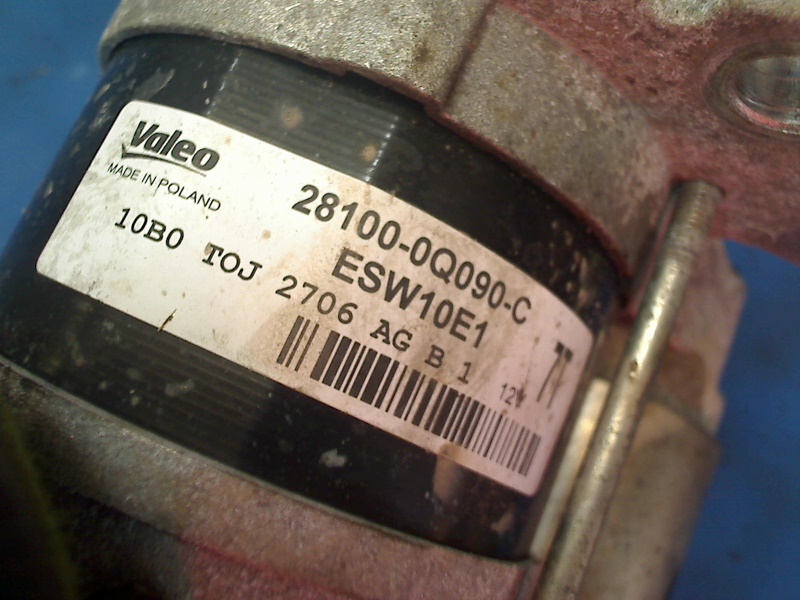 Valeo
MADE IN POLAND
28100-0Q090-C
ESW10E1
10B0 TOJ 2706 AG B 1
12V